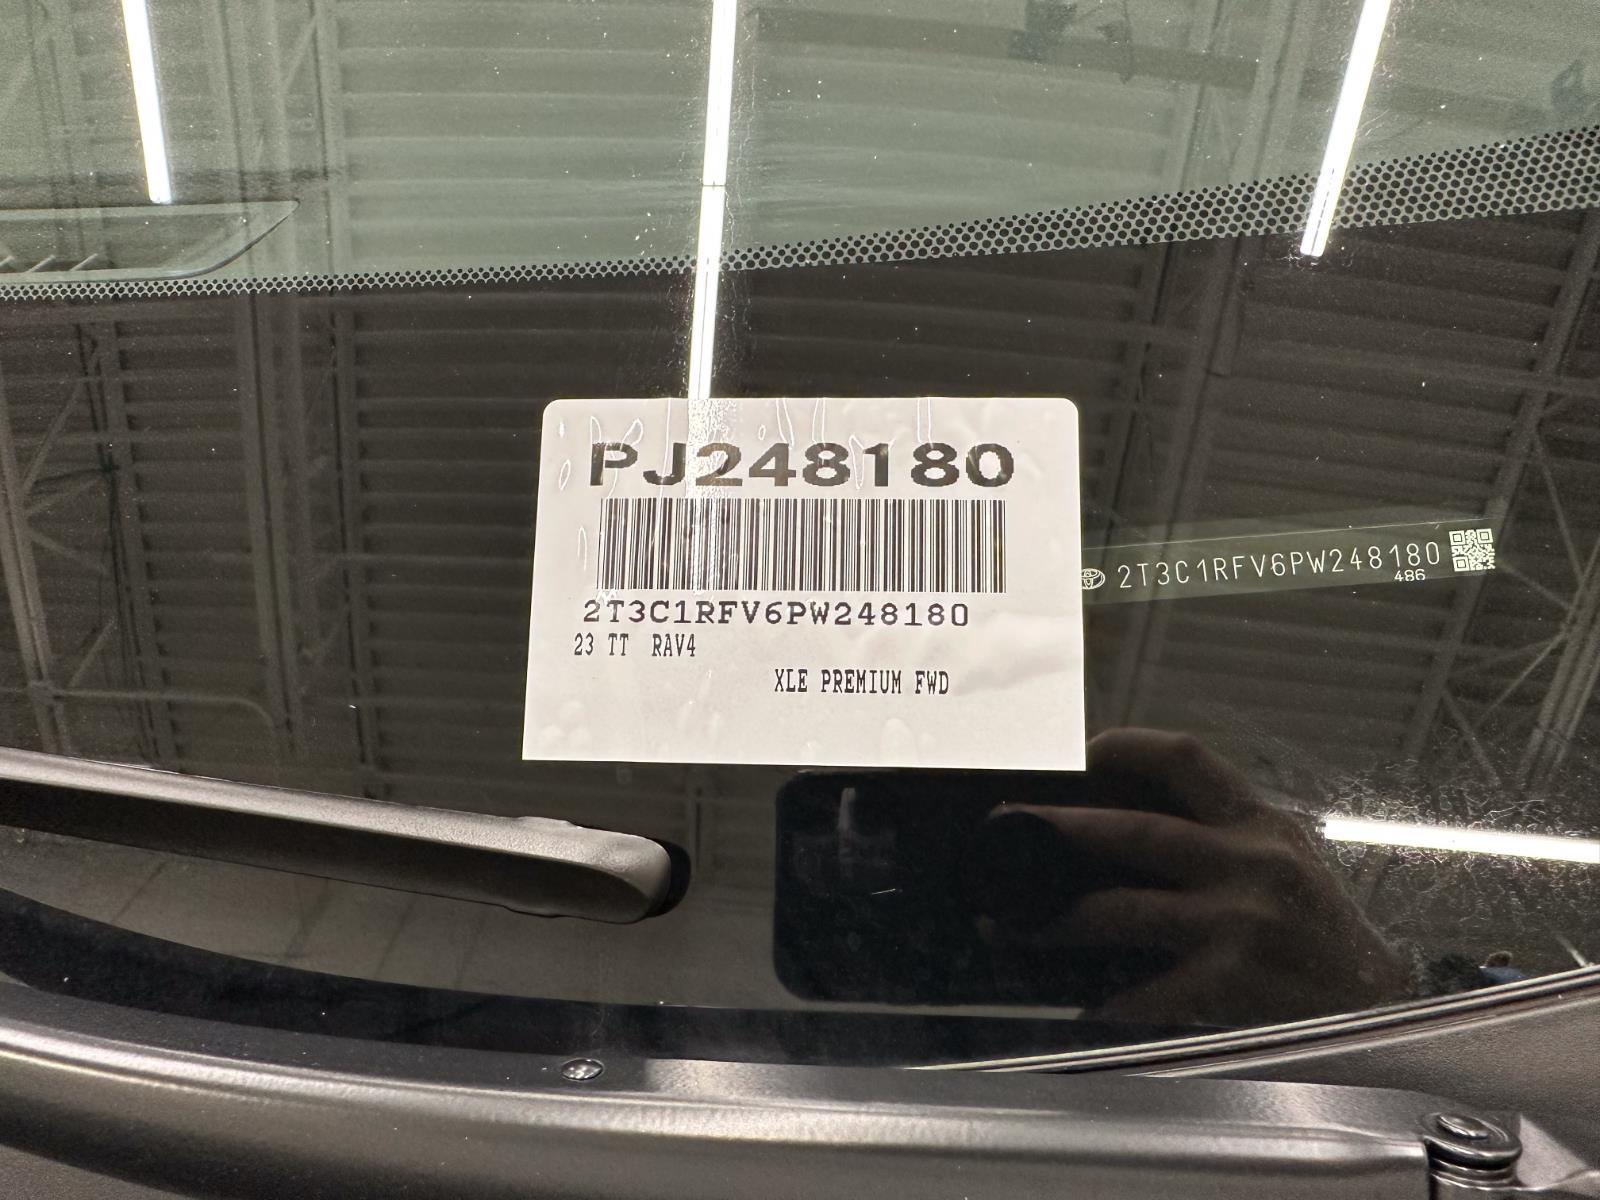 PJ248180
2T3C1RFV6PW248180
23 TT RAV4
XLE PREMIUM FWD
2T3C1RFV6PW248180
486